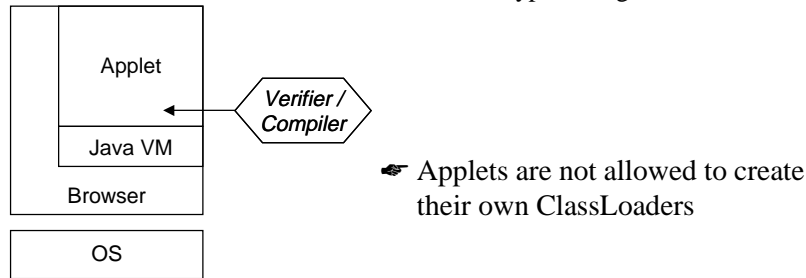 Applet
Verifier /
Compiler
Java VM
☛ Applets are not allowed to create
their own ClassLoaders
Browser
OS